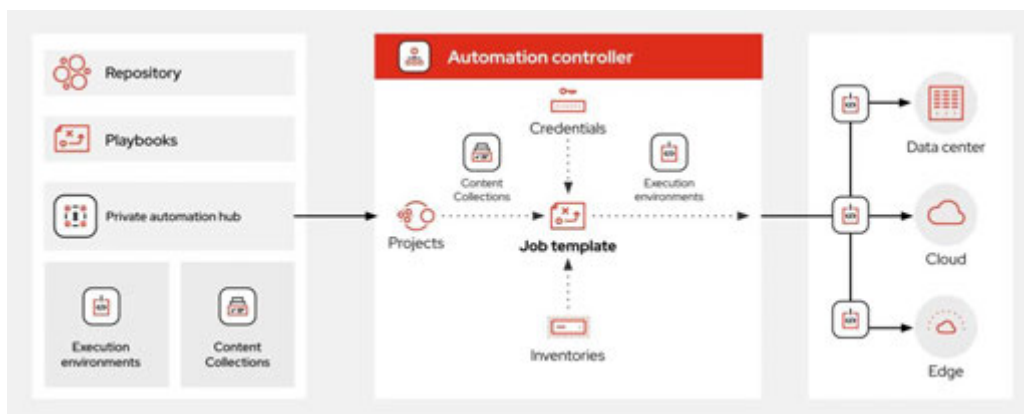 Repository
Playbooks
Private automation hub
Execution
environments
Content
Collections
Automation controller
Credentials
Content
Collections
Execution
environments
Projects
Job template
Inventories
Data center
Cloud
Edge